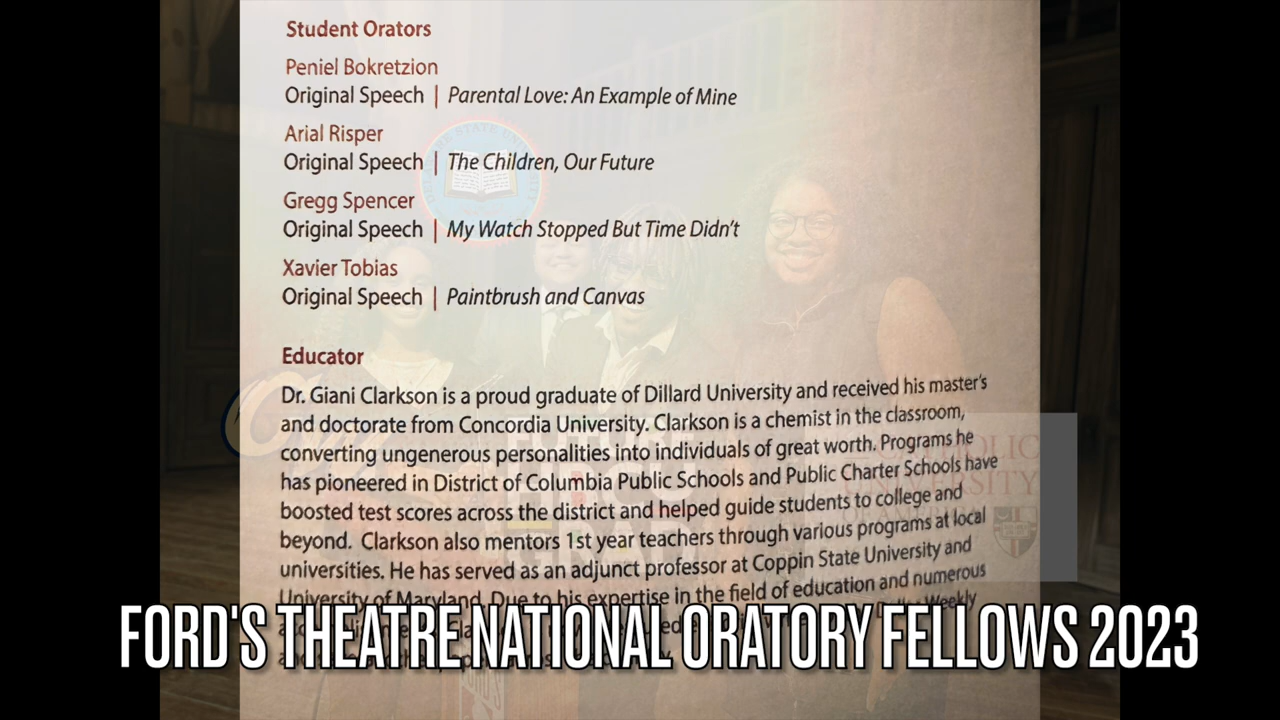 Student Orators
Peniel Bokretzion
Original Speech | Parental Love: An Example of Mine
Arial Risper
Original Speech | The Children, Our Future
Gregg Spencer
Original Speech | My Watch Stopped But Time Didn't
Xavier Tobias
Original Speech | Paintbrush and Canvas
Educator
Dr. Giani Clarkson is a proud graduate of Dillard University and received his master's
and doctorate from Concordia University. Clarkson is a chemist in the classroom,
converting ungenerous personalities into individuals of great worth. Programs he
has pioneered in District of Columbia Public Schools and Public Charter Schools have
boosted test scores across the district and helped guide students to college and
beyond. Clarkson also mentors 1st year teachers through various programs at local
universities. He has served as an adjunct professor at Coppin State University and
University of Maryland. Due to his expertise in the field of education and numerous
Weekly
FORD'S THEATRE NATIONAL ORATORY FELLOWS 2023
FUTURE
HBCU
GRAD
CATHOLIC
UNIVERSITY